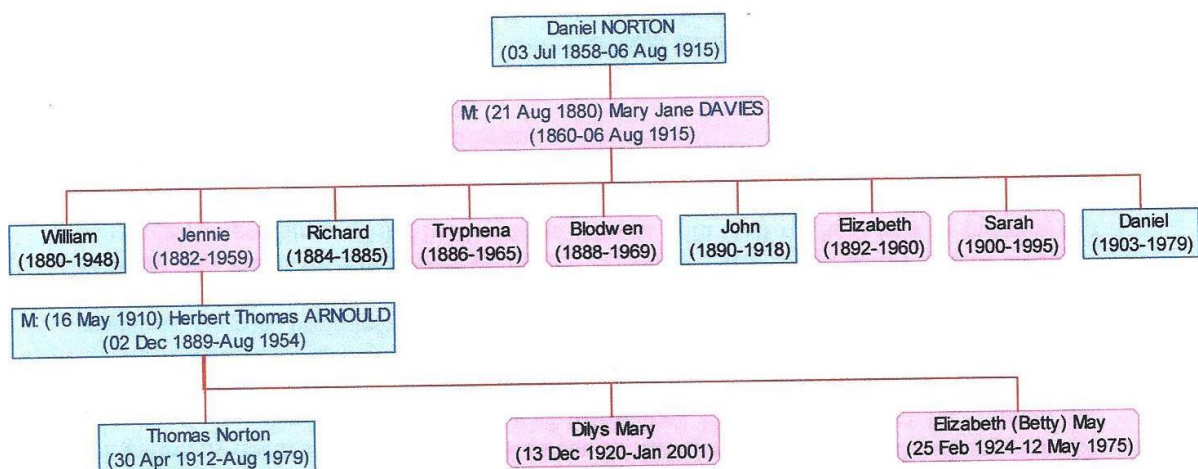 Daniel NORTON
(03 Jul 1858-06 Aug 1915)
M: (21 Aug 1880) Mary Jane DAVIES
(1860-06 Aug 1915)
William
(1880-1948)
Jennie
(1882-1959)
Richard
(1884-1885)
Tryphena
(1886-1965)
Blodwen
(1888-1969)
John
(1890-1918)
Elizabeth
(1892-1960)
Sarah
(1900-1995)
Daniel
(1903-1979)
M: (16 May 1910) Herbert Thomas ARNOULD
(02 Dec 1889-Aug 1954)
Thomas Norton
(30 Apr 1912-Aug 1979)
Dilys Mary
(13 Dec 1920-Jan 2001)
Elizabeth (Betty) May
(25 Feb 1924-12 May 1975)